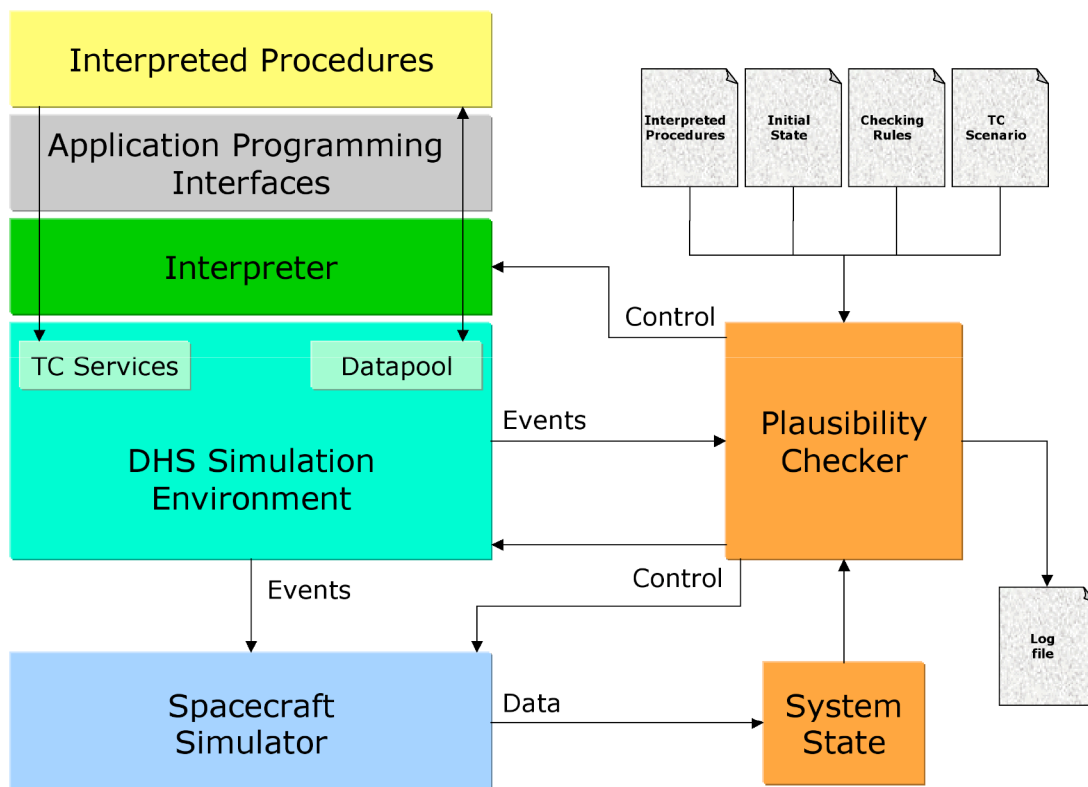 Interpreted Procedures
Application Programming
Interfaces
Interpreter
TC Services
Datapool
DHS Simulation
Environment
Events
Spacecraft
Simulator
Interpreted
Procedures
Initial
State
Checking
Rules
TC
Scenario
Control
Events
Plausibility
Checker
Control
Data
System
State
Log
file